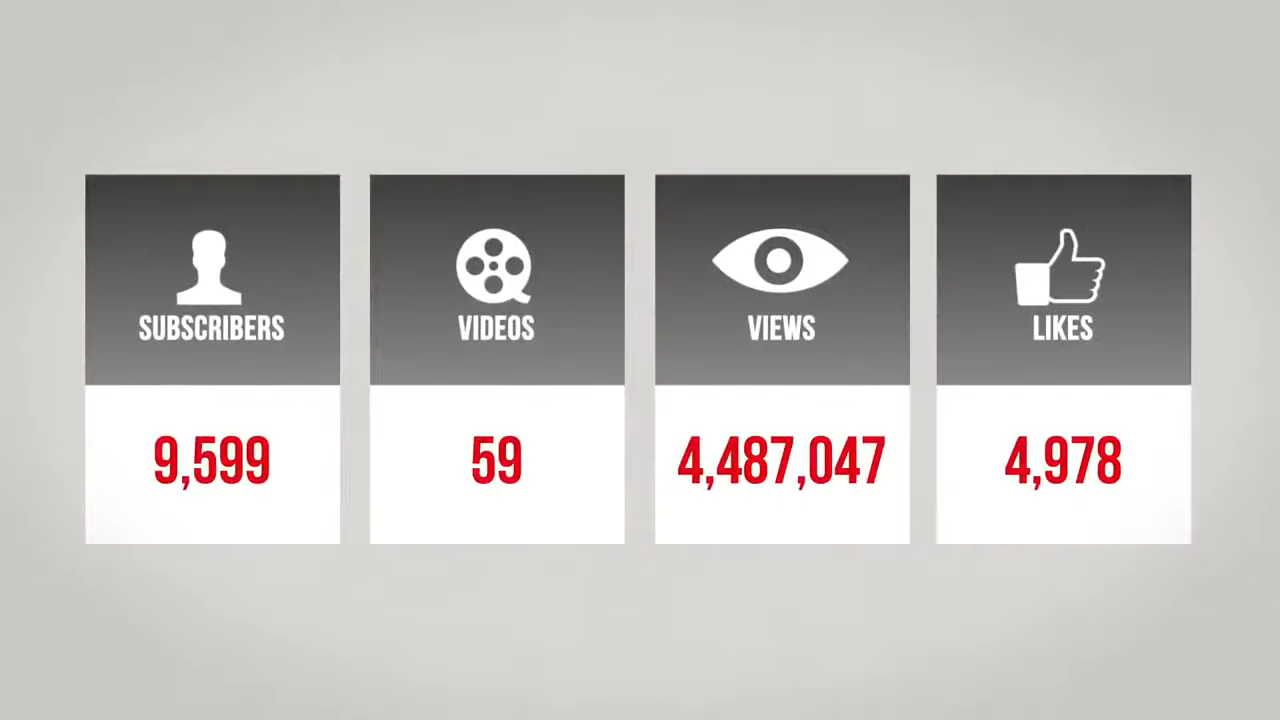 SUBSCRIBERS
9,599
VIDEOS
59
VIEWS
4,487,047
LIKES
4,978